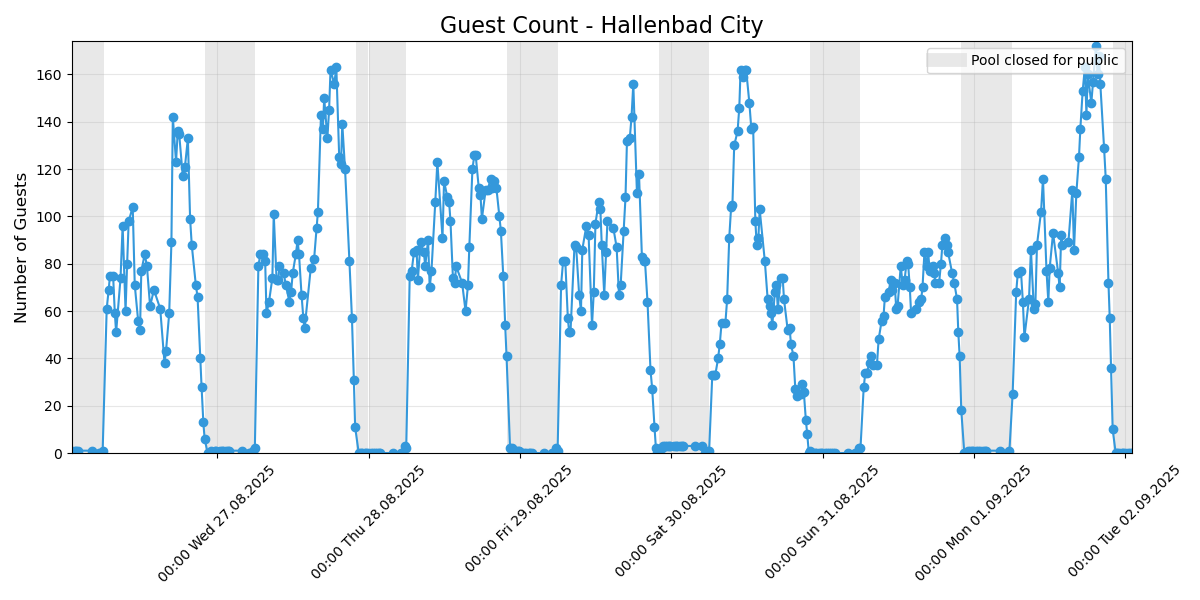 Guest Count - Hallenbad City
Pool closed for public
Number of Guests
160
140
120
100
80
60
40
20
0
00:00 Wed 27.08.2025
00:00 Thu 28.08.2025
00:00 Fri 29.08.2025
00:00 Sat 30.08.2025
00:00 Sun 31.08.2025
00:00 Mon 01.09.2025
00:00 Tue 02.09.2025